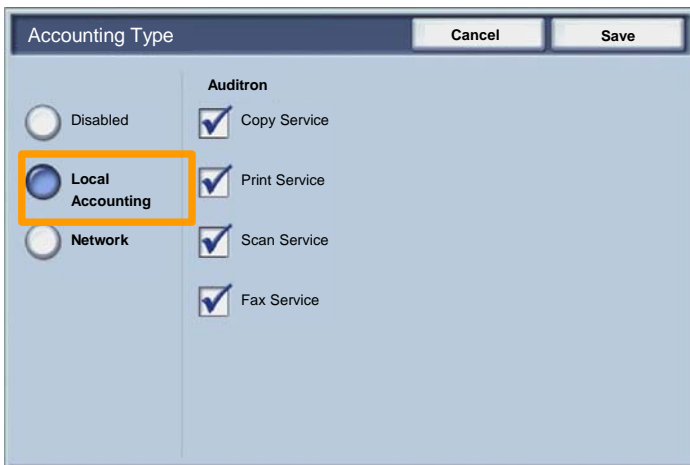 Accounting Type
Cancel
Save
Disabled
Local
Accounting
Network
Auditron
Copy Service
Print Service
Scan Service
Fax Service